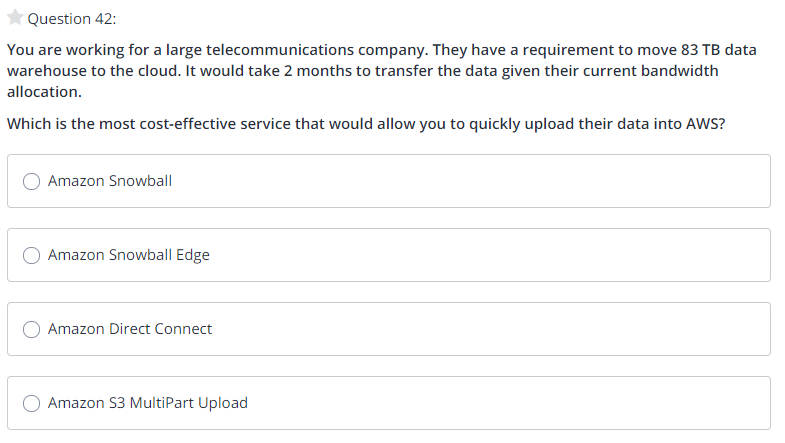 Question 42:
You are working for a large telecommunications company. They have a requirement to move 83 TB data
warehouse to the cloud. It would take 2 months to transfer the data given their current bandwidth
allocation.
Which is the most cost-effective service that would allow you to quickly upload their data into AWS?
Amazon Snowball
Amazon Snowball Edge
Amazon Direct Connect
Amazon S3 MultiPart Upload